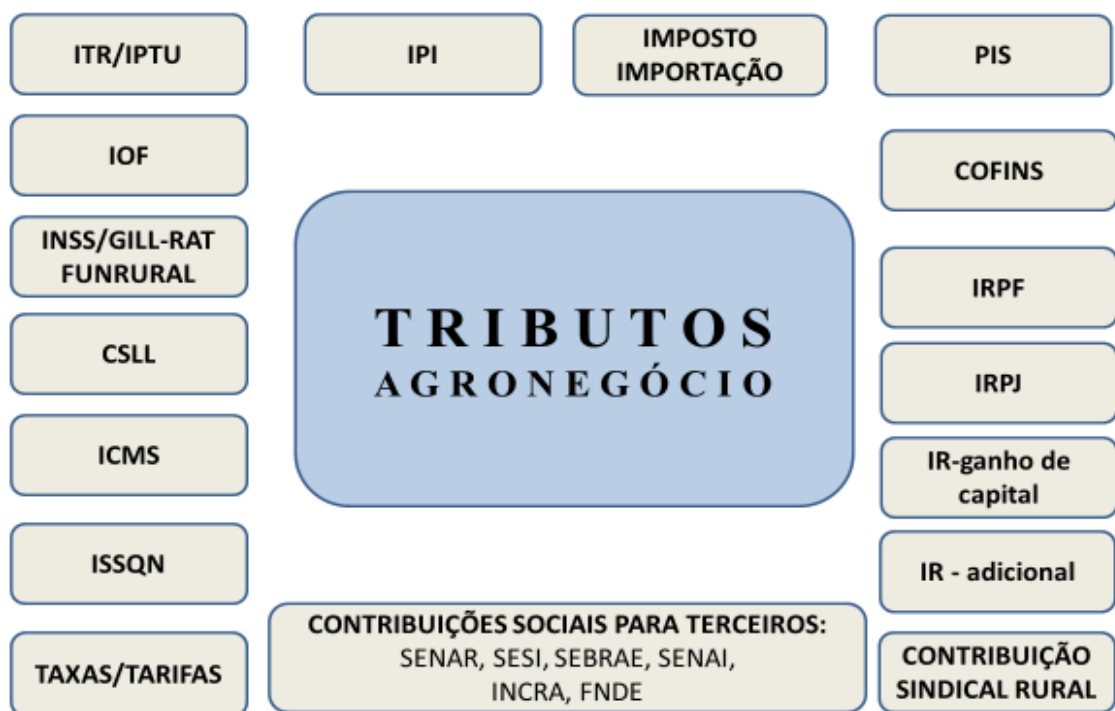 ITR/IPTU
IPI
IMPOSTO
IMPORTAÇÃO
PIS
IOF
COFINS
INSS/GILL-RAT
FUNRURAL
IRPF
CSLL
TRIBUTOS
AGRONEGÓCIO
IRPJ
ICMS
IR-ganho de
capital
ISSQN
IR - adicional
TAXAS/TARIFAS
CONTRIBUIÇÕES SOCIAIS PARA TERCEIROS:
SENAR, SESI, SEBRAE, SENAI,
INCRA, FNDE
CONTRIBUIÇÃO
SINDICAL RURAL